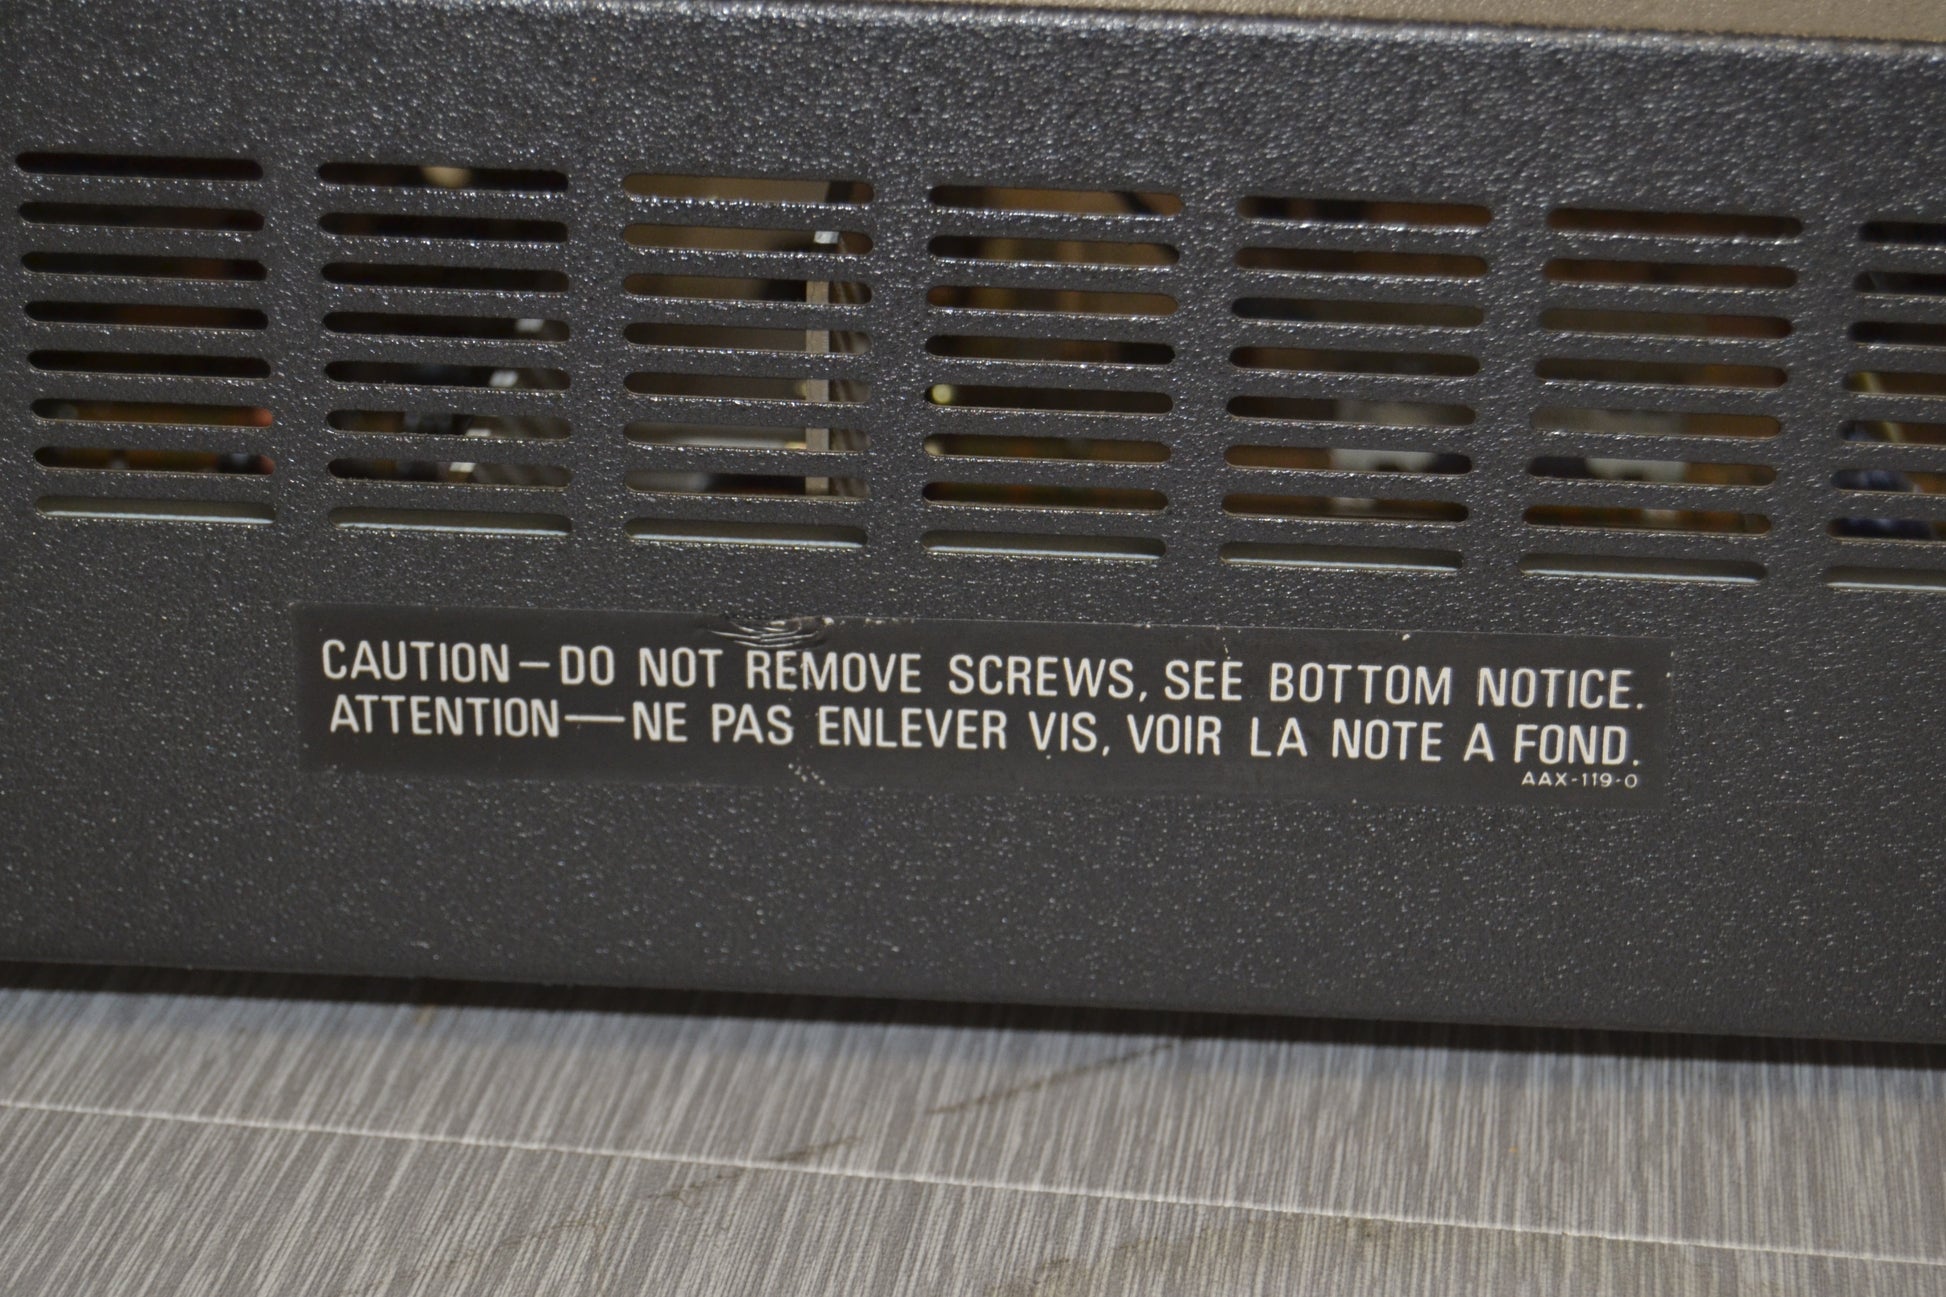 CAUTION—DO NOT REMOVE SCREWS, SEE BOTTOM NOTICE.
ATTENTION—NE PAS ENLEVER VIS, VOIR LA NOTE A FOND.
AAX-119-0